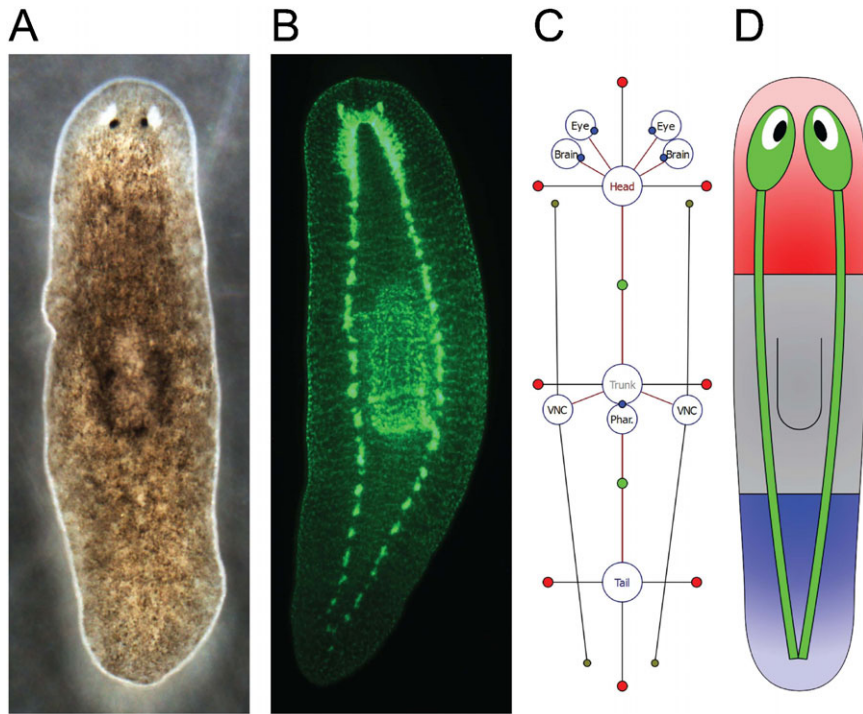 A B C D
Eye Eye
Brain Brain
Head
Trunk
VNC VNC
Phar.
Tail